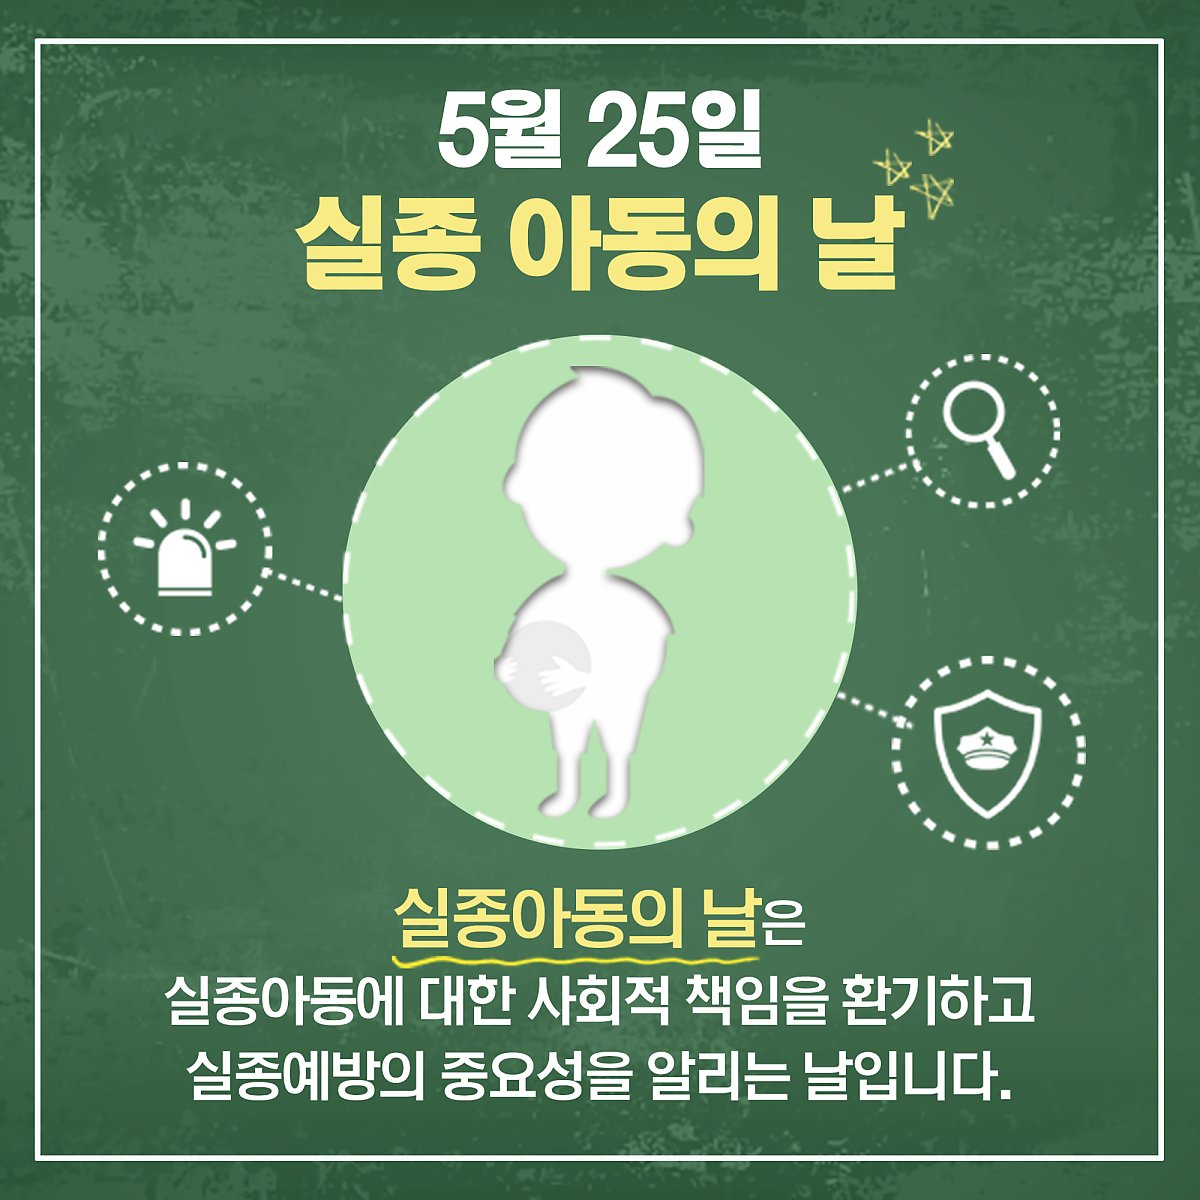 5월 25일
실종 아동의 날
실종아동의 날은
실종아동에 대한 사회적 책임을 환기하고
실종예방의 중요성을 알리는 날입니다.